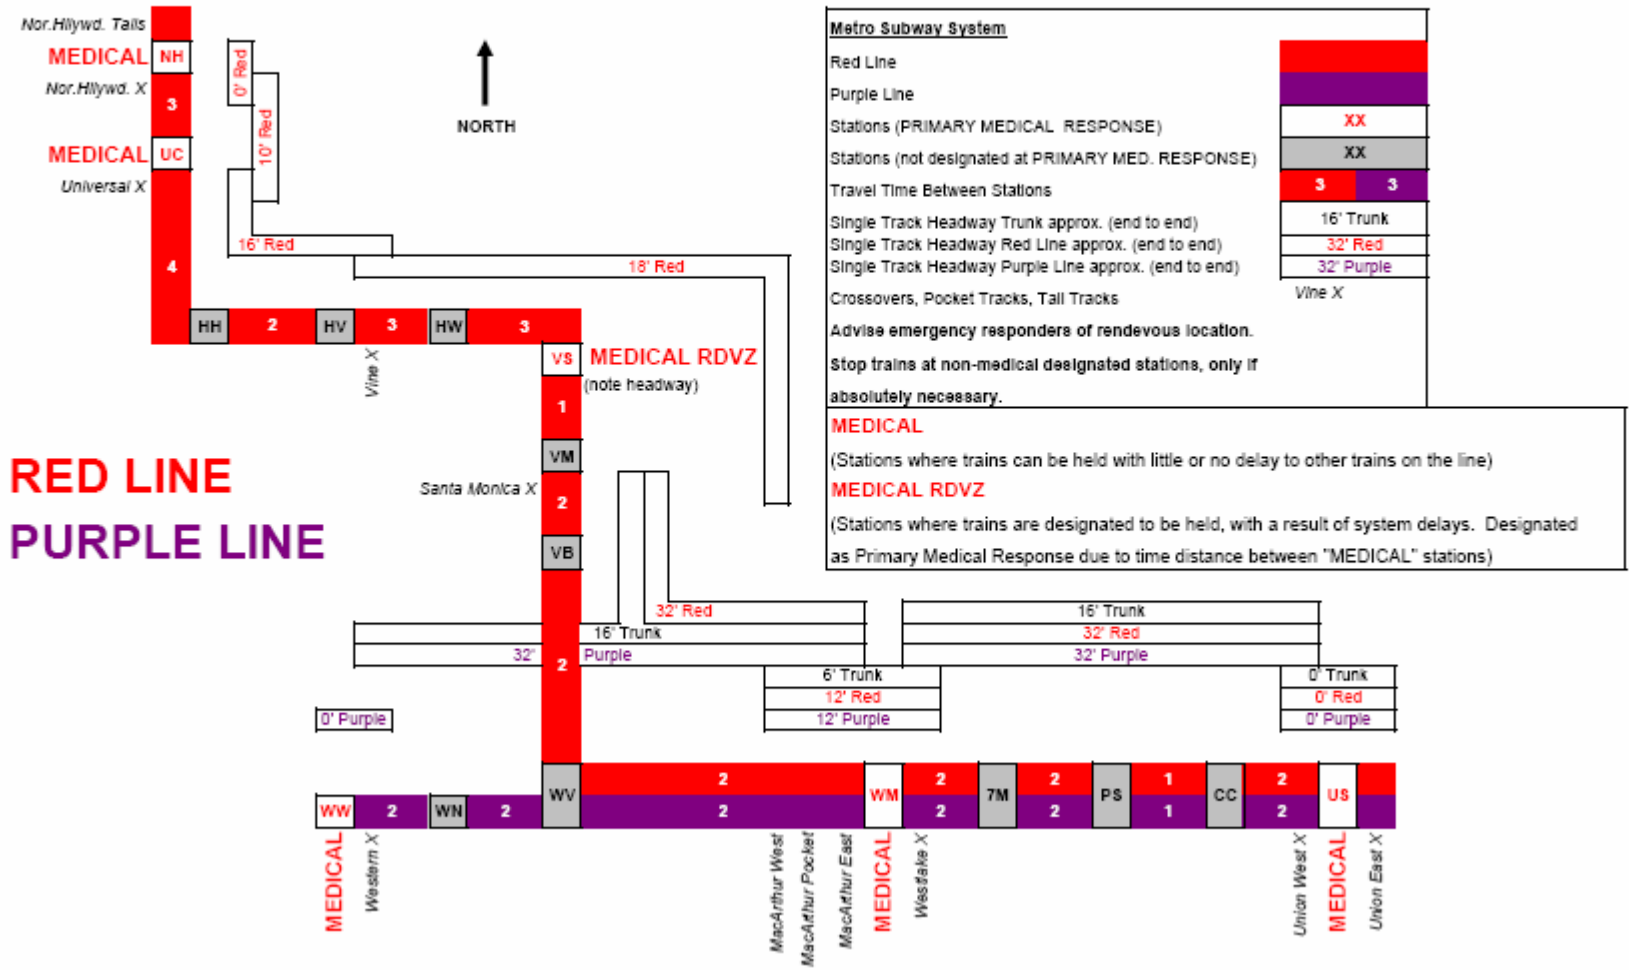 Nor.Hllywd. Tails
MEDICAL NH
Nor.Hllywd. X
3
MEDICAL UC
Universal X
4
0' Red
10' Red
NORTH
16' Red
18' Red
HH 2 HV 3 HW 3
Vine X
VS MEDICAL RDVZ
(note headway)
1
VM
Santa Monica X
2
VB
2
RED LINE
PURPLE LINE
Metro Subway System
Red Line
Purple Line
Stations (PRIMARY MEDICAL RESPONSE) XX
Stations (not designated at PRIMARY MED. RESPONSE) XX
Travel Time Between Stations 3 3
Single Track Headway Trunk approx. (end to end) 16' Trunk
Single Track Headway Red Line approx. (end to end) 32' Red
Single Track Headway Purple Line approx. (end to end) 32' Purple
Crossovers, Pocket Tracks, Tail Tracks Vine X
Advise emergency responders of rendevous location.
Stop trains at non-medical designated stations, only if
absolutely necessary.
MEDICAL
(Stations where trains can be held with little or no delay to other trains on the line)
MEDICAL RDVZ
(Stations where trains are designated to be held, with a result of system delays. Designated
as Primary Medical Response due to time distance between "MEDICAL" stations)
32' Red
16' Trunk
32' Purple
16' Trunk
32' Red
32' Purple
6' Trunk
12' Red
12' Purple
0' Trunk
0' Red
0' Purple
0' Purple
WW 2 WN 2 WV
2 WM 2 7M 2 PS 1 CC 2 US
2 2 2 1 2
MEDICAL
Western X
MacArthur West
MacArthur Pocket
MacArthur East
MEDICAL
Westlake X
Union West X
MEDICAL
Union East X